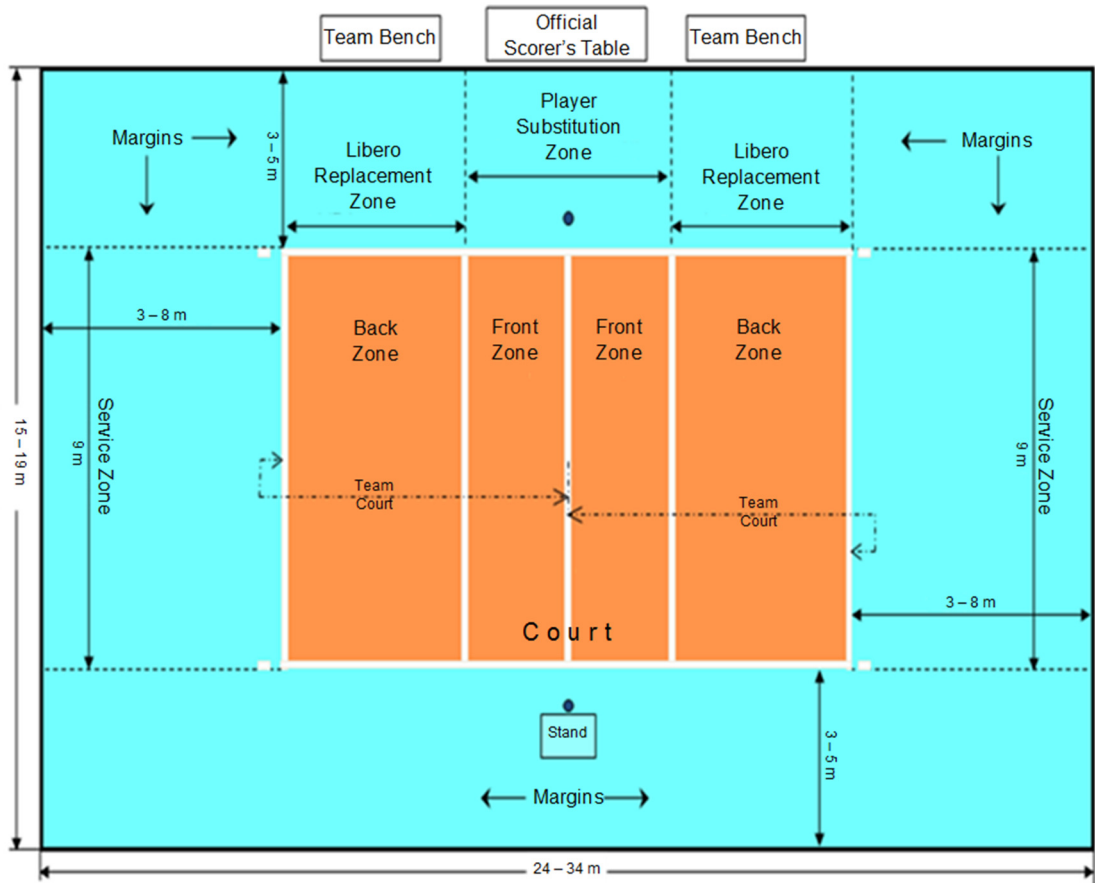 Team Bench
Official
Scorer's Table
Team Bench
Margins
3 – 5 m
Libero
Replacement
Zone
Player
Substitution
Zone
Libero
Replacement
Zone
Margins
3 – 8 m
Back
Zone
Front
Zone
Front
Zone
Back
Zone
15 – 19 m
9 m
Service Zone
Team
Court
Team
Court
9 m
Service Zone
3 – 8 m
Court
Stand
3 – 5 m
Margins
24 – 34 m